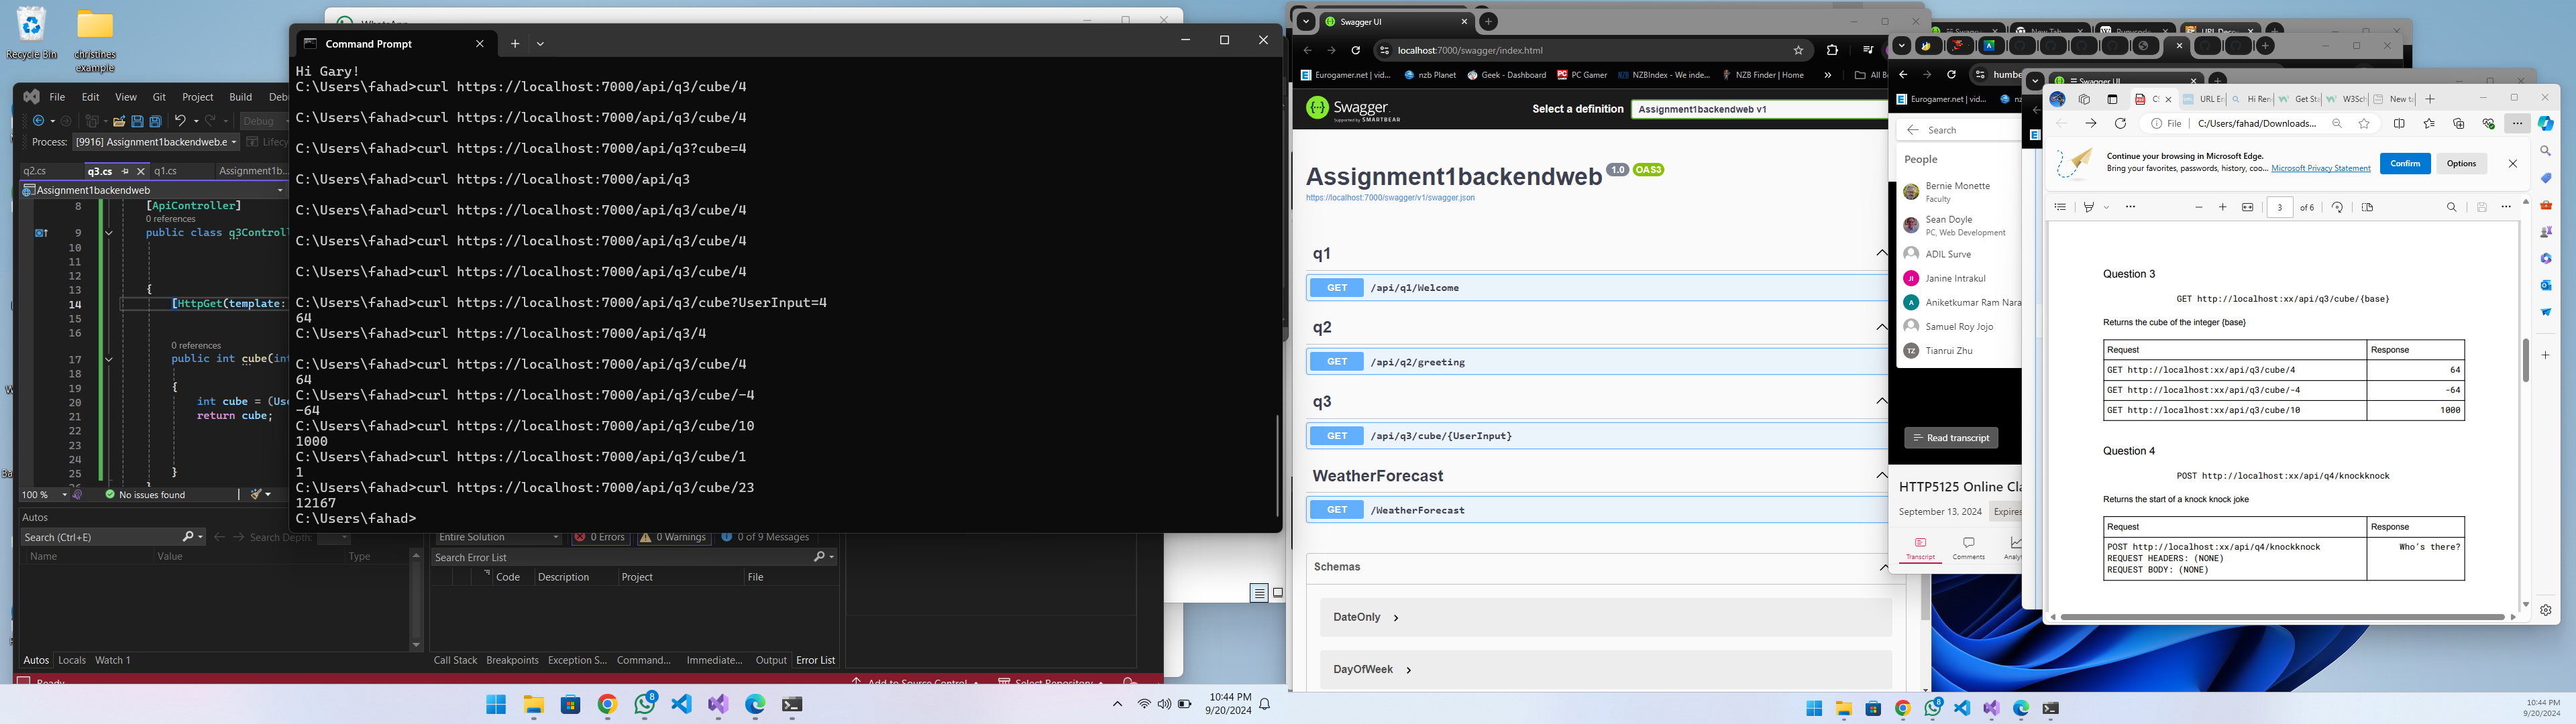 Recycle Bin
christines
example
WhatsApp
File Edit View Git Project Build
Debug
Process: [9916] Assignment1backendweb.e
q2.cs
q3.cs
q1.cs
Assignment1b...
Assignment1backendweb
8 [ApiController]
0 references
9 public class q3Controll
10
11
12
13 {
14 [HttpGet(template:
15
16
0 references
17 public int cube(int
18
19 {
20 int cube = (Use
21 return cube;
22
23
24
25 }
100 % No issues found
Autos
Search (Ctrl+E) Search Depth:
Name Value Type
Autos Locals Watch 1
Ready
Command Prompt
Hi Gary!
C:\Users\fahad>curl https://localhost:7000/api/q3/cube/4
C:\Users\fahad>curl https://localhost:7000/api/q3/cube/4
C:\Users\fahad>curl https://localhost:7000/api/q3?cube=4
C:\Users\fahad>curl https://localhost:7000/api/q3
C:\Users\fahad>curl https://localhost:7000/api/q3/cube/4
C:\Users\fahad>curl https://localhost:7000/api/q3/cube/4
C:\Users\fahad>curl https://localhost:7000/api/q3/cube/4
C:\Users\fahad>curl https://localhost:7000/api/q3/cube?UserInput=4
64
C:\Users\fahad>curl https://localhost:7000/api/q3/4
C:\Users\fahad>curl https://localhost:7000/api/q3/cube/4
64
C:\Users\fahad>curl https://localhost:7000/api/q3/cube/-4
-64
C:\Users\fahad>curl https://localhost:7000/api/q3/cube/10
1000
C:\Users\fahad>curl https://localhost:7000/api/q3/cube/1
1
C:\Users\fahad>curl https://localhost:7000/api/q3/cube/23
12167
C:\Users\fahad>
Entire Solution 0 Errors 0 Warnings 0 of 9 Messages
Search Error List
Code Description Project File
Call Stack Breakpoints Exception S... Command... Immediate... Output Error List
Add to Source Control Select Repository
8
10:44 PM
9/20/2024
Swagger UI
localhost:7000/swagger/index.html
Eurogamer.net | vid... nzb Planet Geek - Dashboard PC Gamer NZBIndex - We inde... NZB Finder | Home
Swagger
Supported by SMARTBEAR
Select a definition Assignment1backendweb v1
Assignment1backendweb 1.0 OAS3
https://localhost:7000/swagger/v1/swagger.json
q1
GET /api/q1/Welcome
q2
GET /api/q2/greeting
q3
GET /api/q3/cube/{UserInput}
WeatherForecast
GET /WeatherForecast
Schemas
DateOnly
DayOfWeek
New Tab
Eurogamer.net | vid...
Search
People
Bernie Monette
Faculty
Sean Doyle
PC, Web Development
ADIL Surve
JI Janine Intrakul
A Aniketkumar Ram Nara
Samuel Roy Jojo
TZ Tianrui Zhu
Read transcript
HTTP5125 Online Cla
September 13, 2024 Expires
Transcript Comments Analyt
Swagger UI
File C:/Users/fahad/Downloads...
Continue your browsing in Microsoft Edge.
Bring your favorites, passwords, history, coo... Microsoft Privacy Statement
Confirm Options
3 of 6
Question 3
GET http://localhost:xx/api/q3/cube/{base}
Returns the cube of the integer {base}
Request Response
GET http://localhost:xx/api/q3/cube/4 64
GET http://localhost:xx/api/q3/cube/-4 -64
GET http://localhost:xx/api/q3/cube/10 1000
Question 4
POST http://localhost:xx/api/q4/knockknock
Returns the start of a knock knock joke
Request Response
POST http://localhost:xx/api/q4/knockknock Who's there?
REQUEST HEADERS: (NONE)
REQUEST BODY: (NONE)
8
10:44 PM
9/20/2024